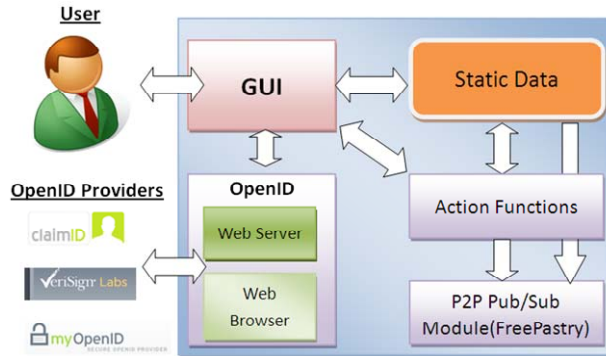 User
GUI
Static Data
OpenID Providers
claimID
OpenID
Web Server
Action Functions
VeriSign Labs
Web
Browser
P2P Pub/Sub
Module(FreePastry)
myOpenID
SECURE OPENID PROVIDER